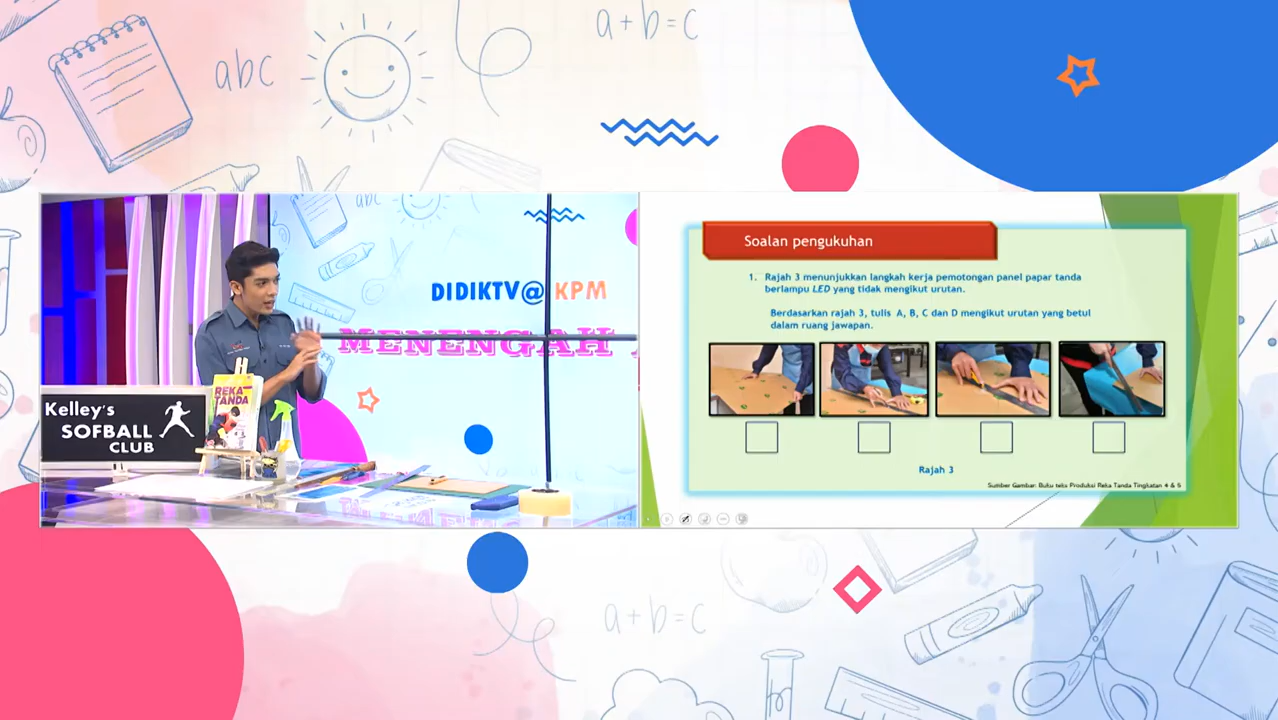 a+b=c
abc
abc
DIDIKTV@ KPM
MENENGAH
Kelley's
SOFBALL
CLUB
REKA
TANDA
Soalan pengukuhan
1. Rajah 3 menunjukkan langkah kerja pemotongan panel papar tanda
berlampu LED yang tidak mengikut urutan.
Berdasarkan rajah 3, tulis A, B, C dan D mengikut urutan yang betul
dalam ruang jawapan.
Rajah 3
Sumber Gambar: Buku teks Produksi Reka Tanda Tingkatan 4 & 5
a+b=c